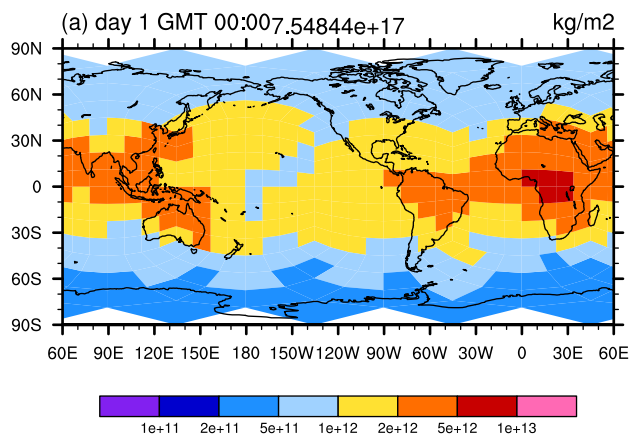 (a) day 1 GMT 00:00 7.54844e+17 kg/m2
90N
60N
30N
0
30S
60S
90S
60E 90E 120E 150E 180 150W 120W 90W 60W 30W 0 30E 60E
1e+11 2e+11 5e+11 1e+12 2e+12 5e+12 1e+13